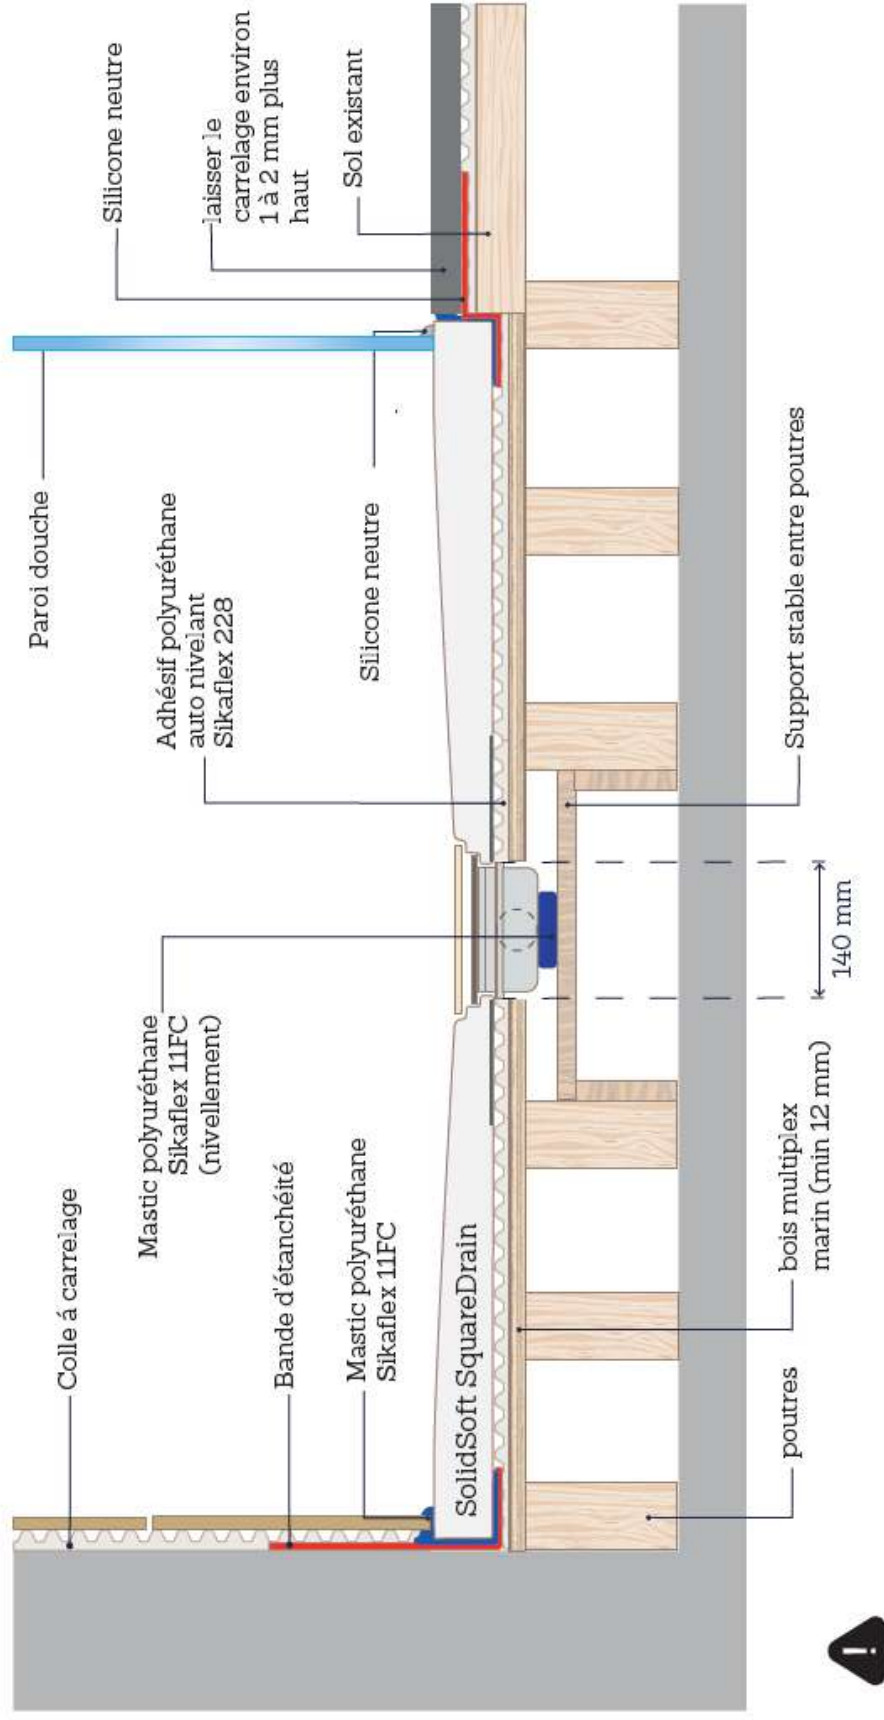 Colle á carrelage
Mastic polyuréthane
Sikaflex 11FC
(nivellement)
Bande d'étanchéité
Mastic polyuréthane
Sikaflex 11FC
SolidSoft SquareDrain
Paroi douche
Adhésif polyuréthane
auto nivelant
Sikaflex 228
Silicone neutre
Silicone neutre
laisser le
carrelage environ
1 à 2 mm plus
haut
Sol existant
poutres
bois multiplex
marin (min 12 mm)
140 mm
Support stable entre poutres
!